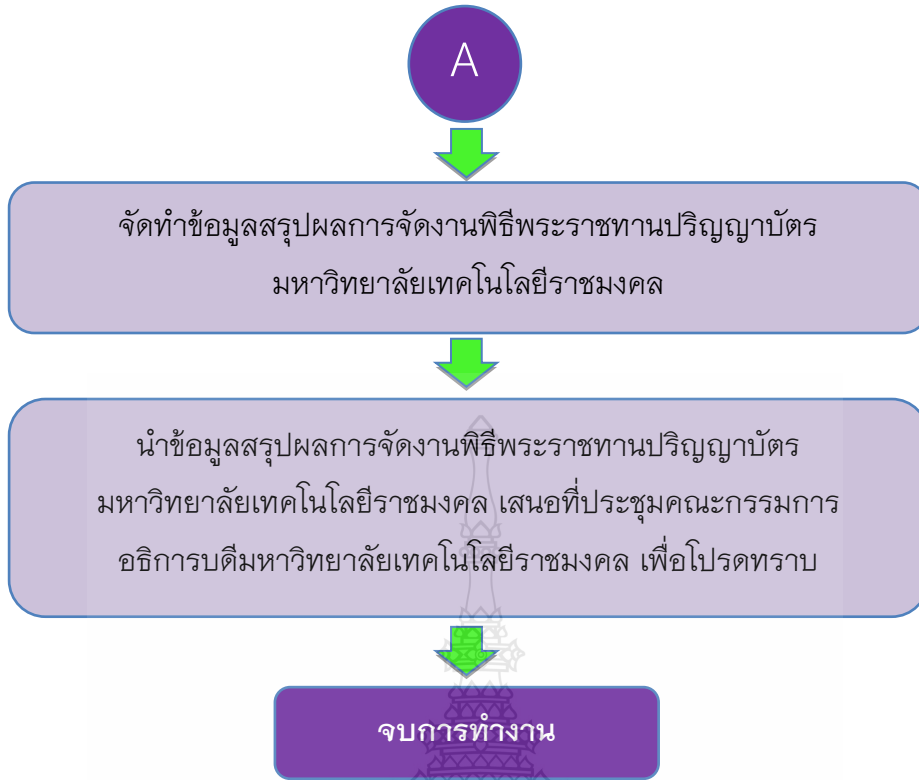 A
จัดทำข้อมูลสรุปผลการจัดงานพิธีพระราชทานปริญญาบัตร
มหาวิทยาลัยเทคโนโลยีราชมงคล
นำข้อมูลสรุปผลการจัดงานพิธีพระราชทานปริญญาบัตร
มหาวิทยาลัยเทคโนโลยีราชมงคล เสนอที่ประชุมคณะกรรมการ
อธิการบดีมหาวิทยาลัยเทคโนโลยีราชมงคล เพื่อโปรดทราบ
จบการทำงาน